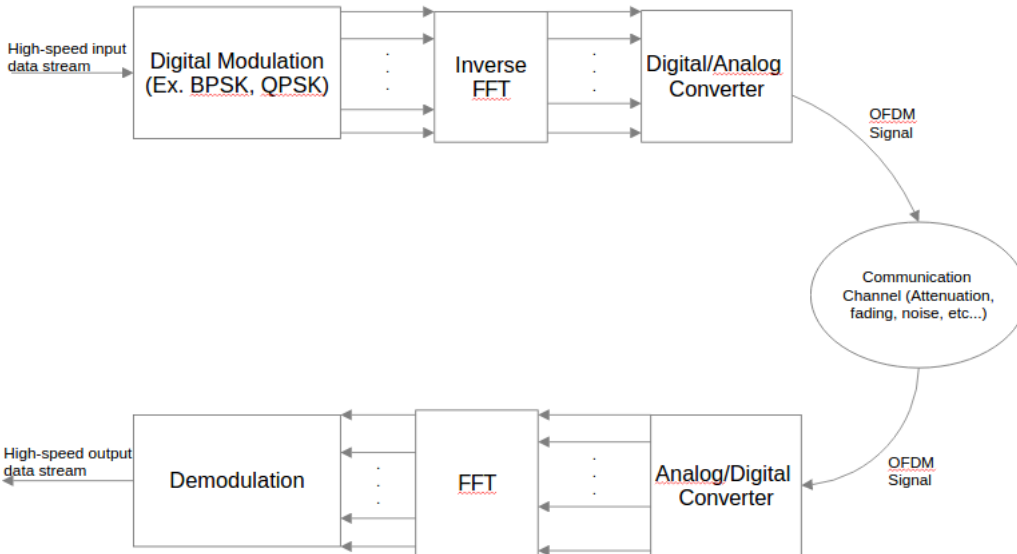 High-speed input
data stream
Digital Modulation
(Ex. BPSK, QPSK)
Inverse
FFT
Digital/Analog
Converter
OFDM
Signal
Communication
Channel (Attenuation,
fading, noise, etc...)
OFDM
Signal
Analog/Digital
Converter
FFT
Demodulation
High-speed output
data stream